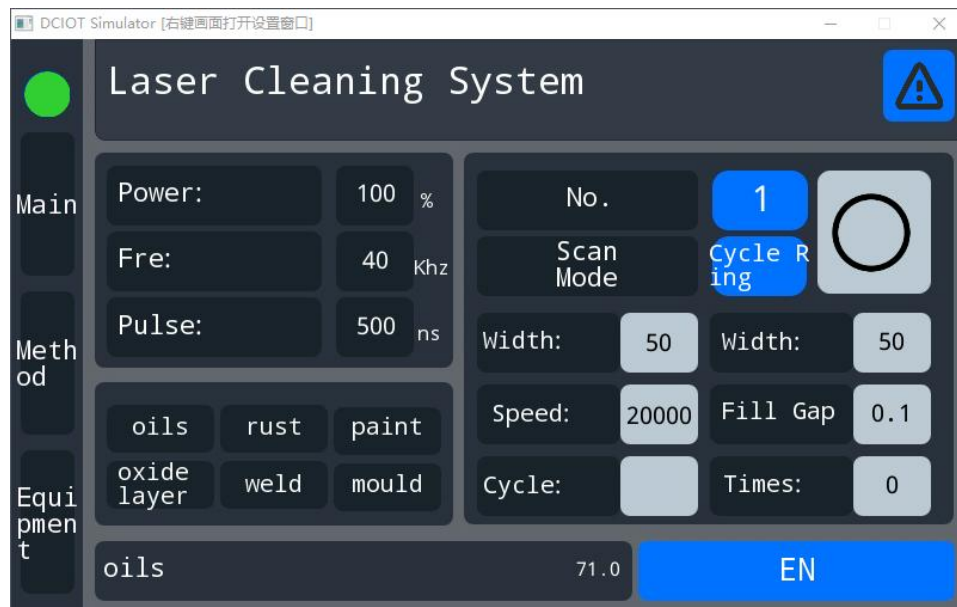 DCIOT Simulator [右键画面打开设置窗口]
Laser Cleaning System
Main
Meth
od
Equi
pmen
t
Power: 100 %
Fre: 40 Khz
Pulse: 500 ns
oils rust paint
oxide
layer
weld mould
No. 1
Scan
Mode
Cycle R
ing
Width: 50 Width: 50
Speed: 20000 Fill Gap 0.1
Cycle: Times: 0
oils 71.0
EN